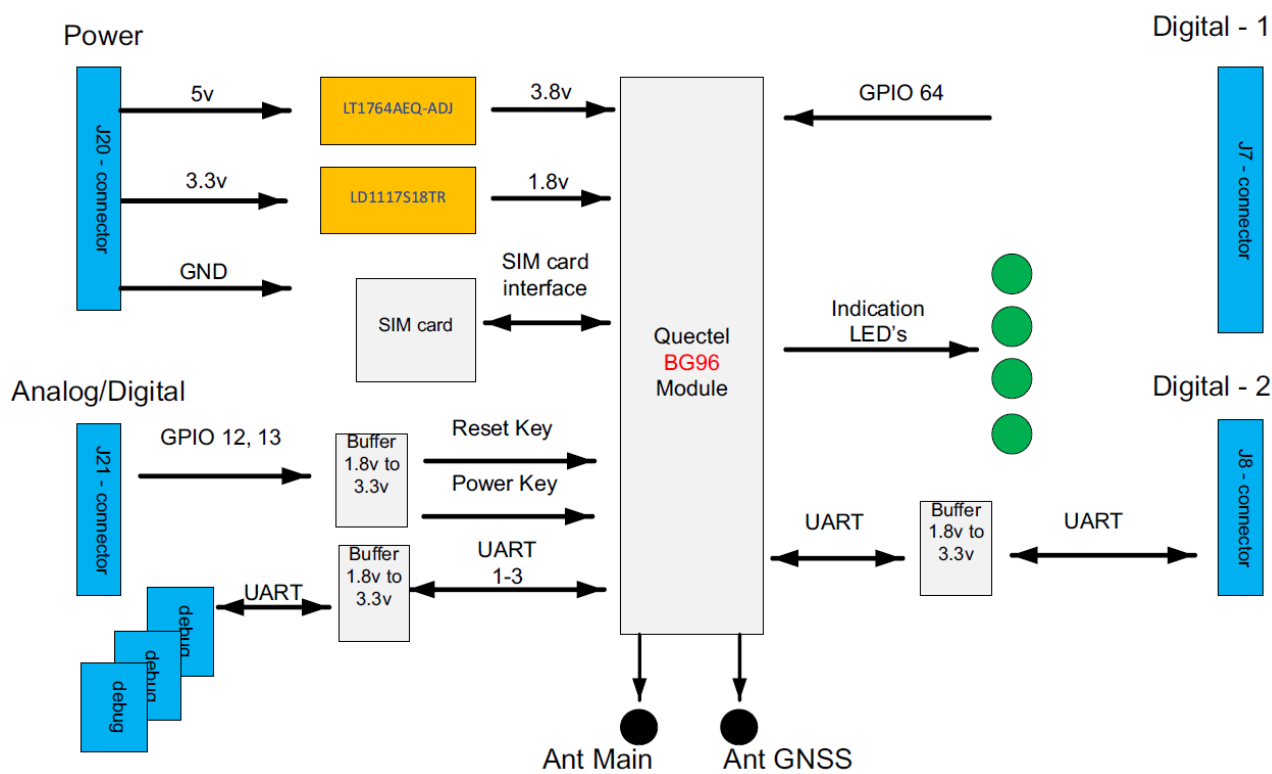 Power
Digital - 1
J20 - connector
5v
LT1764AEQ-ADJ
3.8v
GPIO 64
J7 - connector
3.3v
LD1117S18TR
1.8v
GND
SIM card
interface
SIM card
Indication
LED's
Quectel
BG96
Module
Analog/Digital
Digital - 2
J21 - connector
GPIO 12, 13
Buffer
1.8v to
3.3v
Reset Key
Power Key
J8 - connector
UART
Buffer
1.8v to
3.3v
UART
debug
debug
debug
UART
Buffer
1.8v to
3.3v
UART
1-3
Ant Main
Ant GNSS